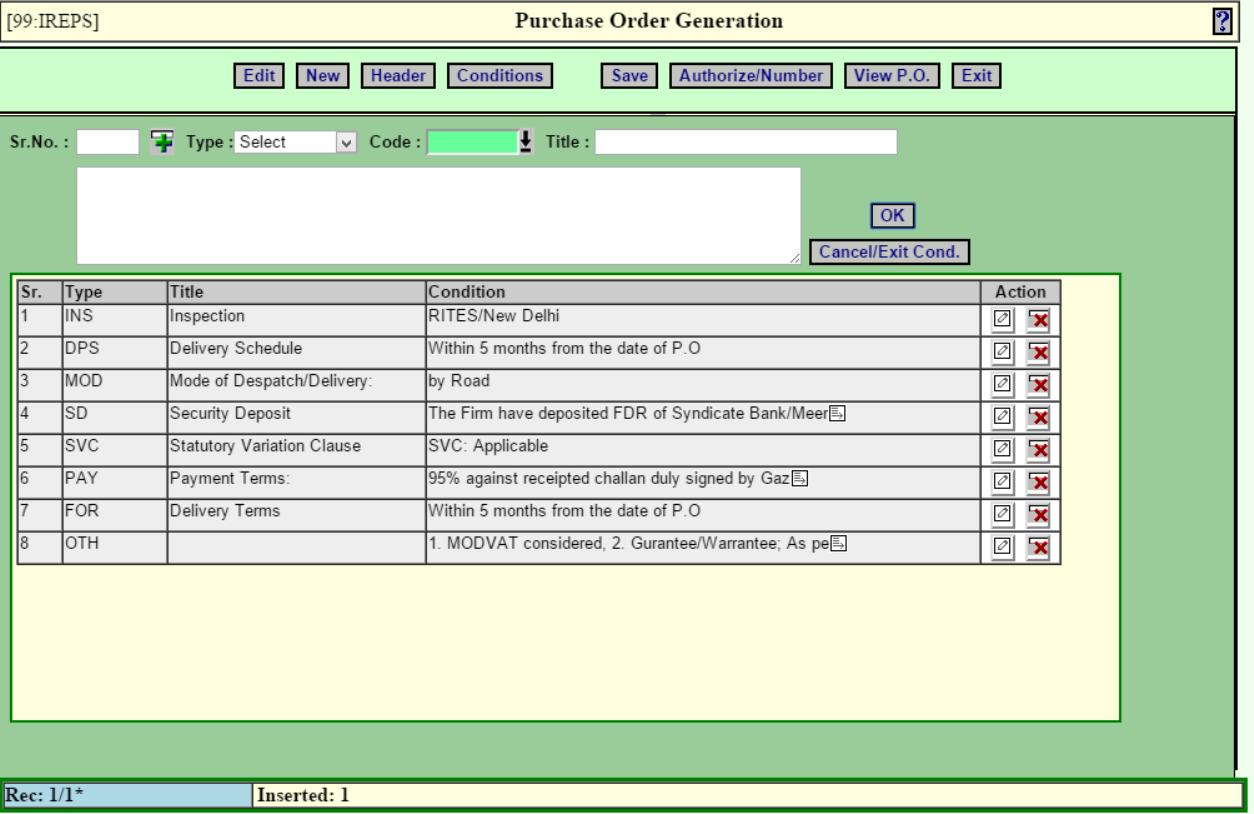 [99:IREPS] Purchase Order Generation ?
Edit New Header Conditions Save Authorize/Number View P.O. Exit
Sr.No. : Type : Select Code : Title :
OK
Cancel/Exit Cond.
Sr. Type Title Condition Action
1 INS Inspection RITES/New Delhi
2 DPS Delivery Schedule Within 5 months from the date of P.O
3 MOD Mode of Despatch/Delivery: by Road
4 SD Security Deposit The Firm have deposited FDR of Syndicate Bank/Meer
5 SVC Statutory Variation Clause SVC: Applicable
6 PAY Payment Terms: 95% against receipted challan duly signed by Gaz
7 FOR Delivery Terms Within 5 months from the date of P.O
8 OTH 1. MODVAT considered, 2. Gurantee/Warrantee; As pe
Rec: 1/1* Inserted: 1